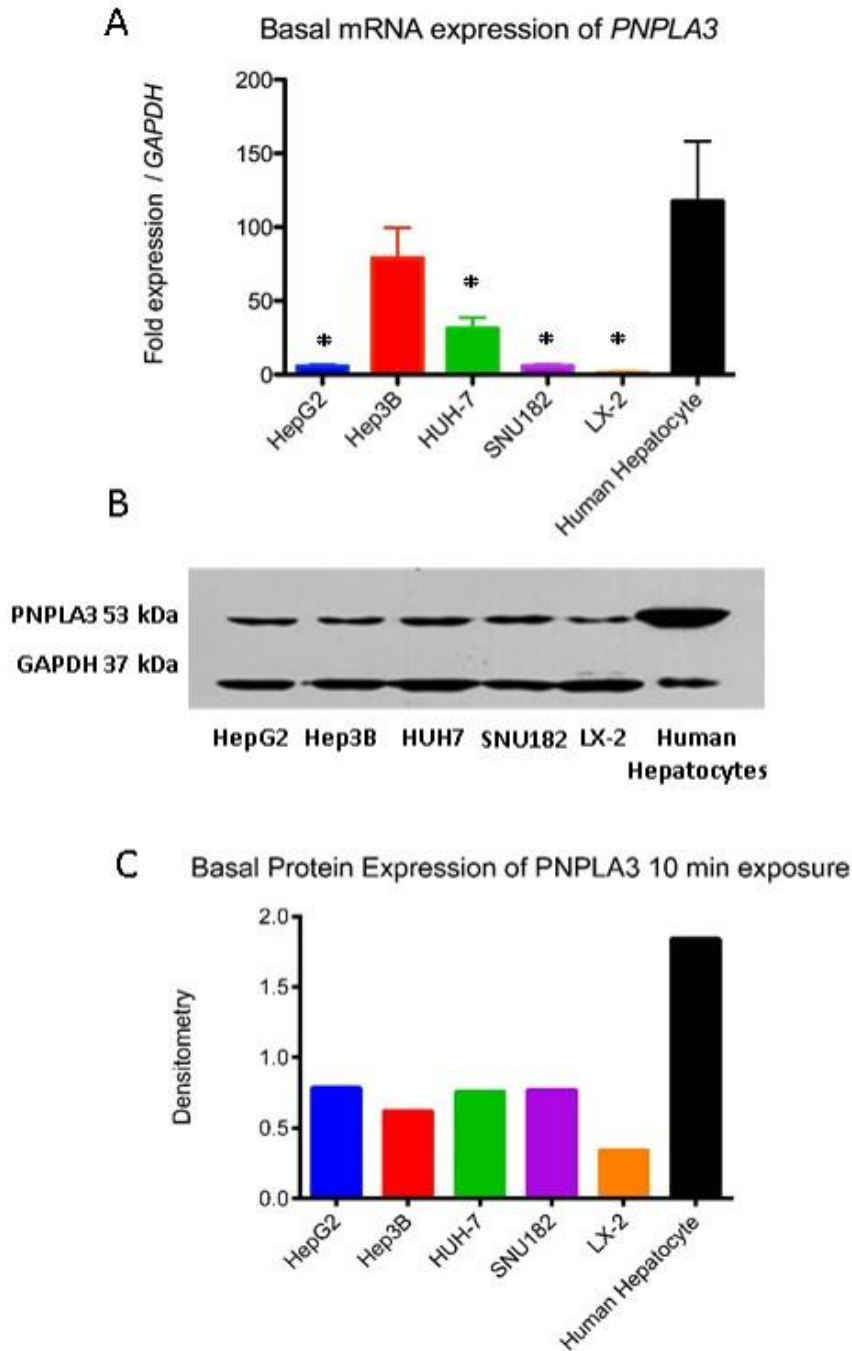 A
Basal mRNA expression of PNPLA3
Fold expression / GAPDH
200
150
100
50
0
*
*
*
*
HepG2
Hep3B
HUH-7
SNU182
LX-2
Human Hepatocyte
B
PNPLA3 53 kDa
GAPDH 37 kDa
HepG2 Hep3B HUH7 SNU182 LX-2 Human
Hepatocytes
C
Basal Protein Expression of PNPLA3 10 min exposure
Densitometry
2.0
1.5
1.0
0.5
0.0
HepG2
Hep3B
HUH-7
SNU182
LX-2
Human Hepatocyte